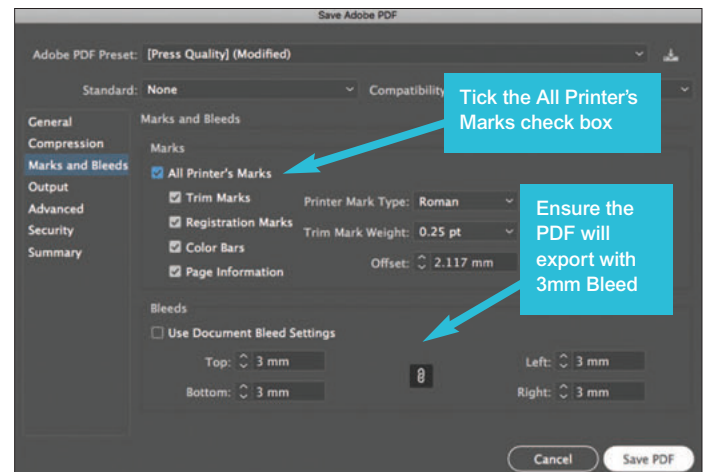 Save Adobe PDF
Adobe PDF Preset: [Press Quality] (Modified)
Standard: None
Compatibility
Tick the All Printer's
Marks check box
General
Compression
Marks and Bleeds
Output
Advanced
Security
Summary
Marks and Bleeds
Marks
All Printer's Marks
Trim Marks
Registration Marks
Color Bars
Page Information
Printer Mark Type: Roman
Trim Mark Weight: 0.25 pt
Offset: 2.117 mm
Ensure the
PDF will
export with
3mm Bleed
Bleeds
Use Document Bleed Settings
Top: 3 mm
Left: 3 mm
Bottom: 3 mm
Right: 3 mm
Cancel
Save PDF